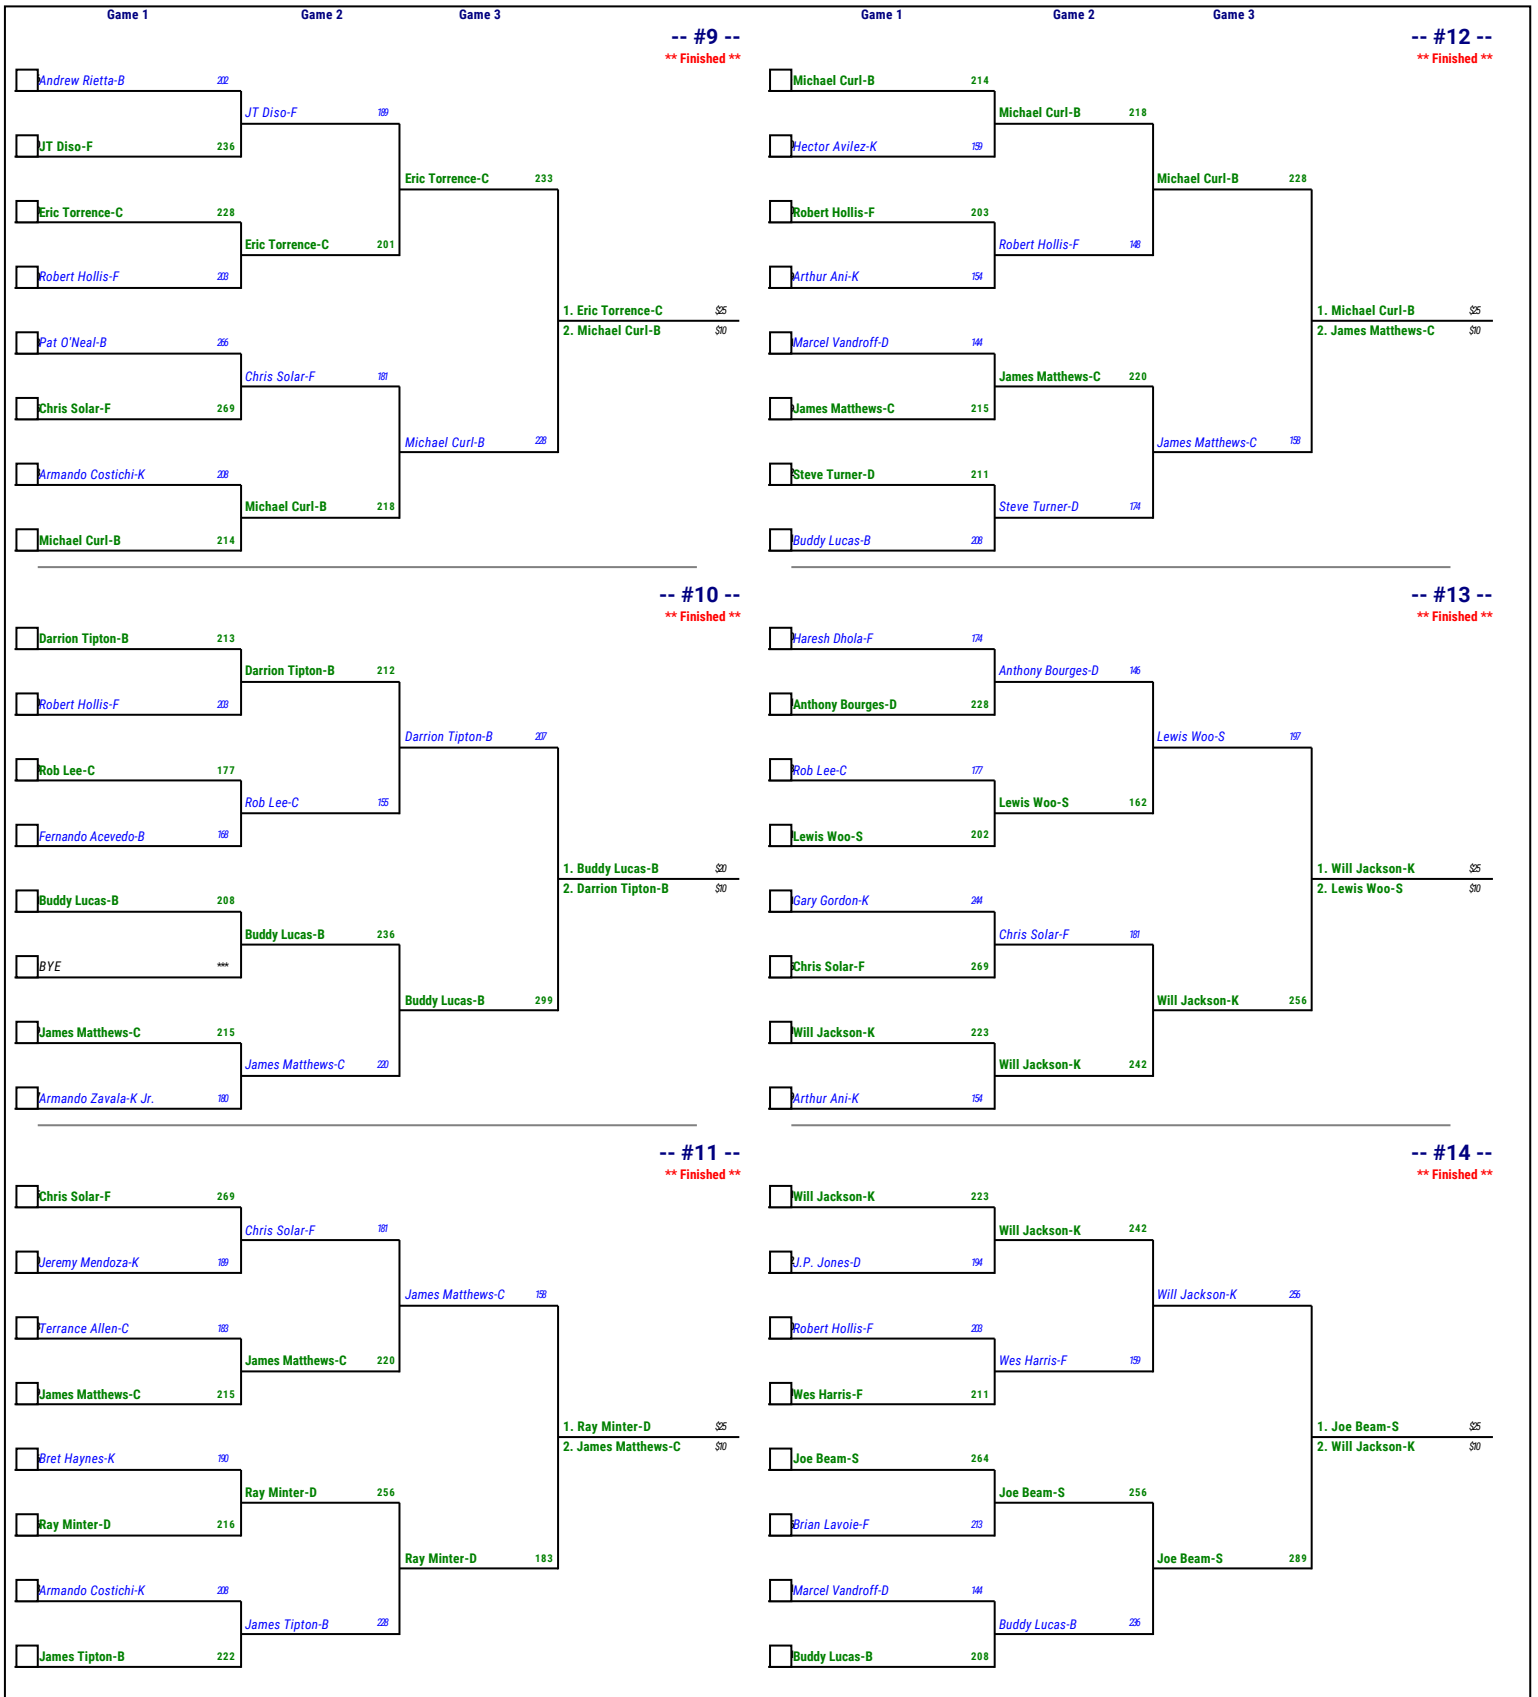 Game 1 Game 2 Game 3
-- #9 --
** Finished **
Andrew Rietta-B 202
JT Diso-F 189
JT Diso-F 236
Eric Torrence-C 233
Eric Torrence-C 228
Eric Torrence-C 201
Robert Hollis-F 203
1. Eric Torrence-C $25
2. Michael Curl-B $10
Pat O'Neal-B 266
Chris Solar-F 181
Chris Solar-F 269
Michael Curl-B 228
Armando Costichi-K 208
Michael Curl-B 218
Michael Curl-B 214
-- #10 --
** Finished **
Darrion Tipton-B 213
Darrion Tipton-B 212
Robert Hollis-F 203
Darrion Tipton-B 207
Rob Lee-C 177
Rob Lee-C 155
Fernando Acevedo-B 168
1. Buddy Lucas-B $20
2. Darrion Tipton-B $10
Buddy Lucas-B 208
Buddy Lucas-B 236
BYE ***
Buddy Lucas-B 299
James Matthews-C 215
James Matthews-C 220
Armando Zavala-K Jr. 180
-- #11 --
** Finished **
Chris Solar-F 269
Chris Solar-F 181
Jeremy Mendoza-K 189
James Matthews-C 158
Terrance Allen-C 183
James Matthews-C 220
James Matthews-C 215
1. Ray Minter-D $25
2. James Matthews-C $10
Bret Haynes-K 190
Ray Minter-D 256
Ray Minter-D 216
Ray Minter-D 183
Armando Costichi-K 208
James Tipton-B 228
James Tipton-B 222
Game 1 Game 2 Game 3
-- #12 --
** Finished **
Michael Curl-B 214
Michael Curl-B 218
Hector Avilez-K 159
Michael Curl-B 228
Robert Hollis-F 203
Robert Hollis-F 148
Arthur Ani-K 154
1. Michael Curl-B $25
2. James Matthews-C $10
Marcel Vandroff-D 144
James Matthews-C 220
James Matthews-C 215
James Matthews-C 158
Steve Turner-D 211
Steve Turner-D 174
Buddy Lucas-B 208
-- #13 --
** Finished **
Haresh Dhola-F 174
Anthony Bourges-D 146
Anthony Bourges-D 228
Lewis Woo-S 197
Rob Lee-C 177
Lewis Woo-S 162
Lewis Woo-S 202
1. Will Jackson-K $25
2. Lewis Woo-S $10
Gary Gordon-K 244
Chris Solar-F 181
Chris Solar-F 269
Will Jackson-K 256
Will Jackson-K 223
Will Jackson-K 242
Arthur Ani-K 154
-- #14 --
** Finished **
Will Jackson-K 223
Will Jackson-K 242
J.P. Jones-D 194
Will Jackson-K 256
Robert Hollis-F 203
Wes Harris-F 159
Wes Harris-F 211
1. Joe Beam-S $25
2. Will Jackson-K $10
Joe Beam-S 264
Joe Beam-S 256
Brian Lavoie-F 213
Joe Beam-S 289
Marcel Vandroff-D 144
Buddy Lucas-B 236
Buddy Lucas-B 208